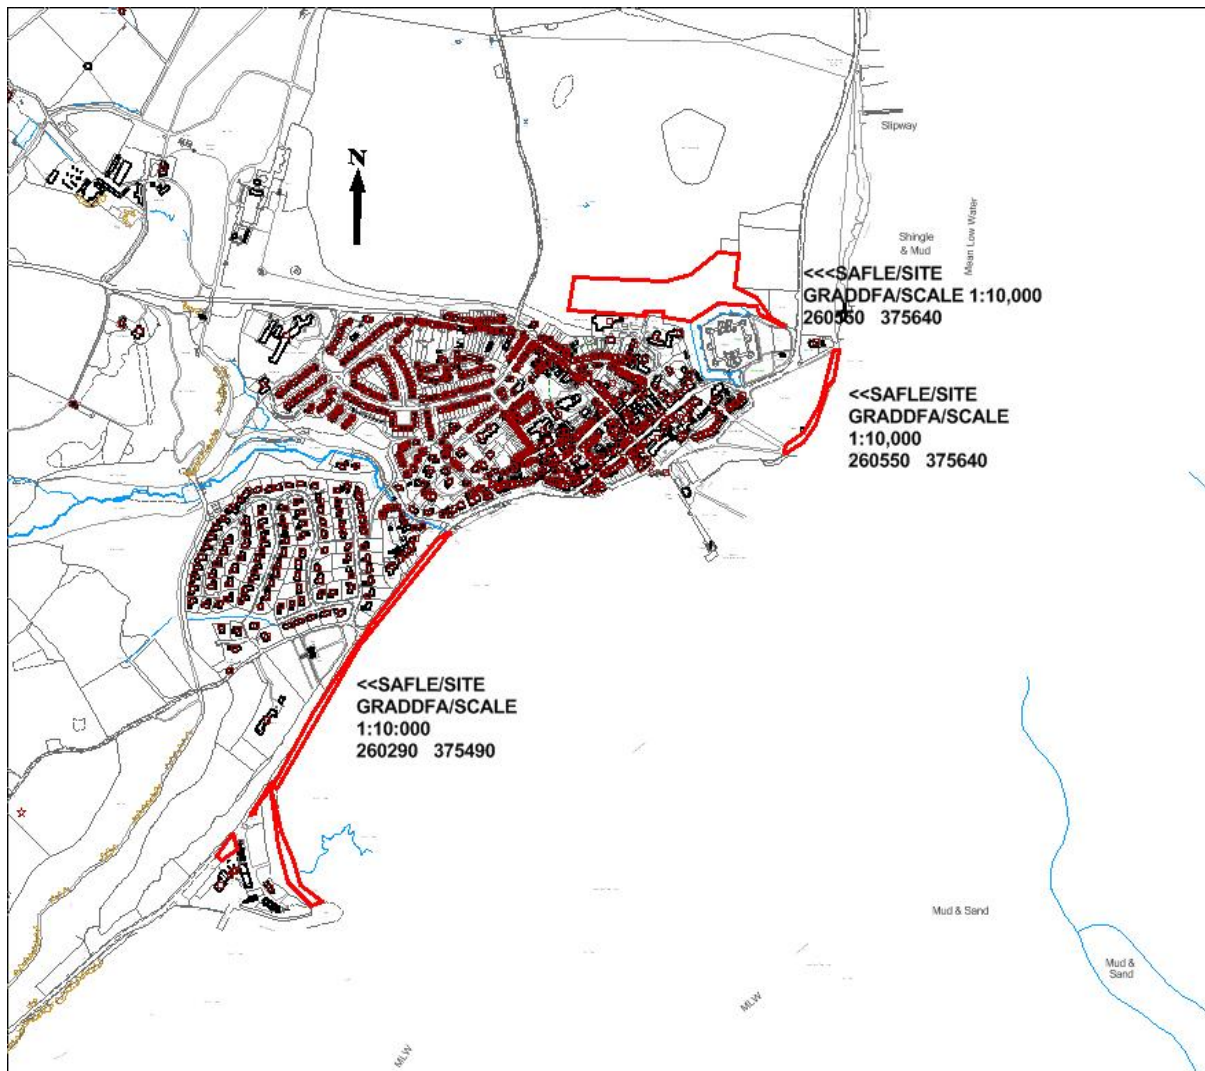 Slipway
N
Mean Low Water
Shingle
& Mud
<<<SAFLE/SITE
GRADDFA/SCALE 1:10,000
260550 375640
<<SAFLE/SITE
GRADDFA/SCALE
1:10,000
260550 375640
<<SAFLE/SITE
GRADDFA/SCALE
1:10:000
260290 375490
Mud & Sand
Mud &
Sand
MLW
MLW